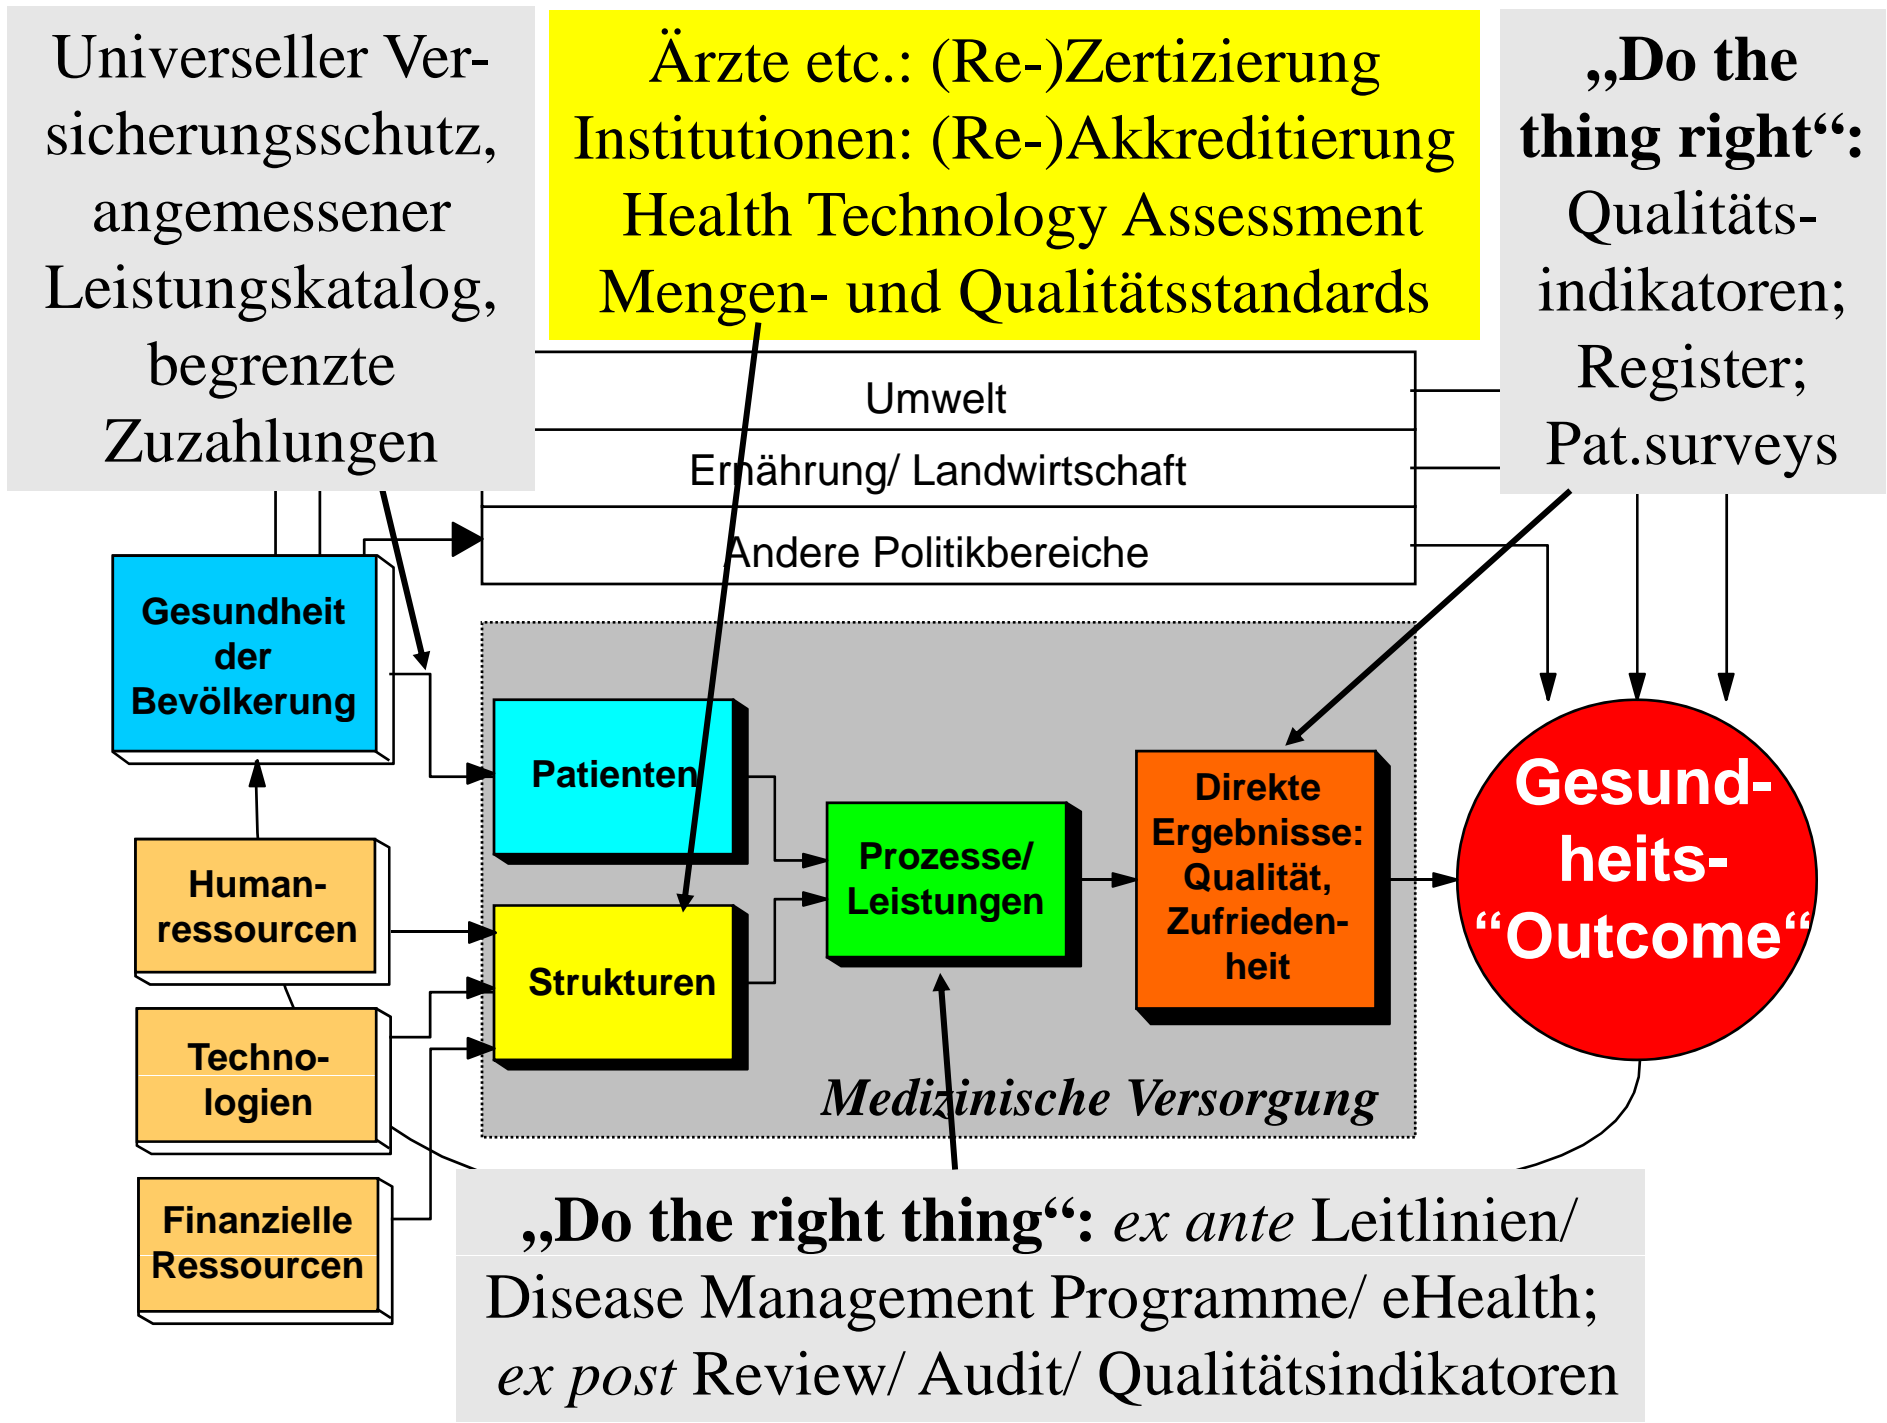 Universeller Ver-
sicherungsschutz,
angemessener
Leistungskatalog,
begrenzte
Zuzahlungen
Ärzte etc.: (Re-)Zertizierung
Institutionen: (Re-)Akkreditierung
Health Technology Assessment
Mengen- und Qualitätsstandards
„Do the
thing right“:
Qualitäts-
indikatoren;
Register;
Pat.surveys
Umwelt
Ernährung/ Landwirtschaft
Andere Politikbereiche
Gesundheit
der
Bevölkerung
Human-
ressourcen
Techno-
logien
Finanzielle
Ressourcen
Patienten
Strukturen
Prozesse/
Leistungen
Direkte
Ergebnisse:
Qualität,
Zufrieden-
heit
Gesund-
heits-
“Outcome“
Medizinische Versorgung
„Do the right thing“: ex ante Leitlinien/
Disease Management Programme/ eHealth;
ex post Review/ Audit/ Qualitätsindikatoren